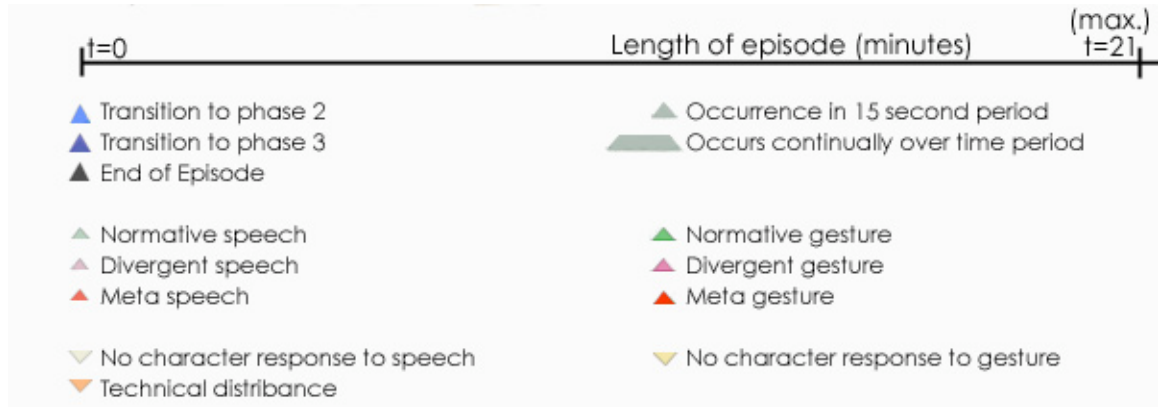 (max.)
t=0 Length of episode (minutes) t=21
Transition to phase 2
Transition to phase 3
End of Episode
Occurrence in 15 second period
Occurs continually over time period
Normative speech
Divergent speech
Meta speech
Normative gesture
Divergent gesture
Meta gesture
No character response to speech
Technical distribance
No character response to gesture